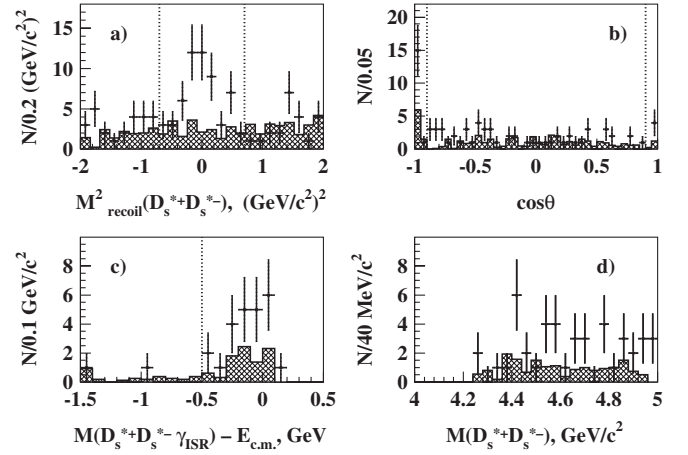 a)
N/0.2 (GeV/c²)²
15
10
5
0
-2 -1 0 1 2
M²recoil(Ds*+Ds*-), (GeV/c²)²
b)
N/0.05
20
15
10
5
0
-1 -0.5 0 0.5 1
cosθ
c)
N/0.1 GeV/c²
8
6
4
2
0
-1.5 -1 -0.5 0 0.5
M(Ds*+Ds*- γISR) – Ec.m., GeV
d)
N/40 MeV/c²
8
6
4
2
0
4 4.2 4.4 4.6 4.8 5
M(Ds*+Ds*-), GeV/c²